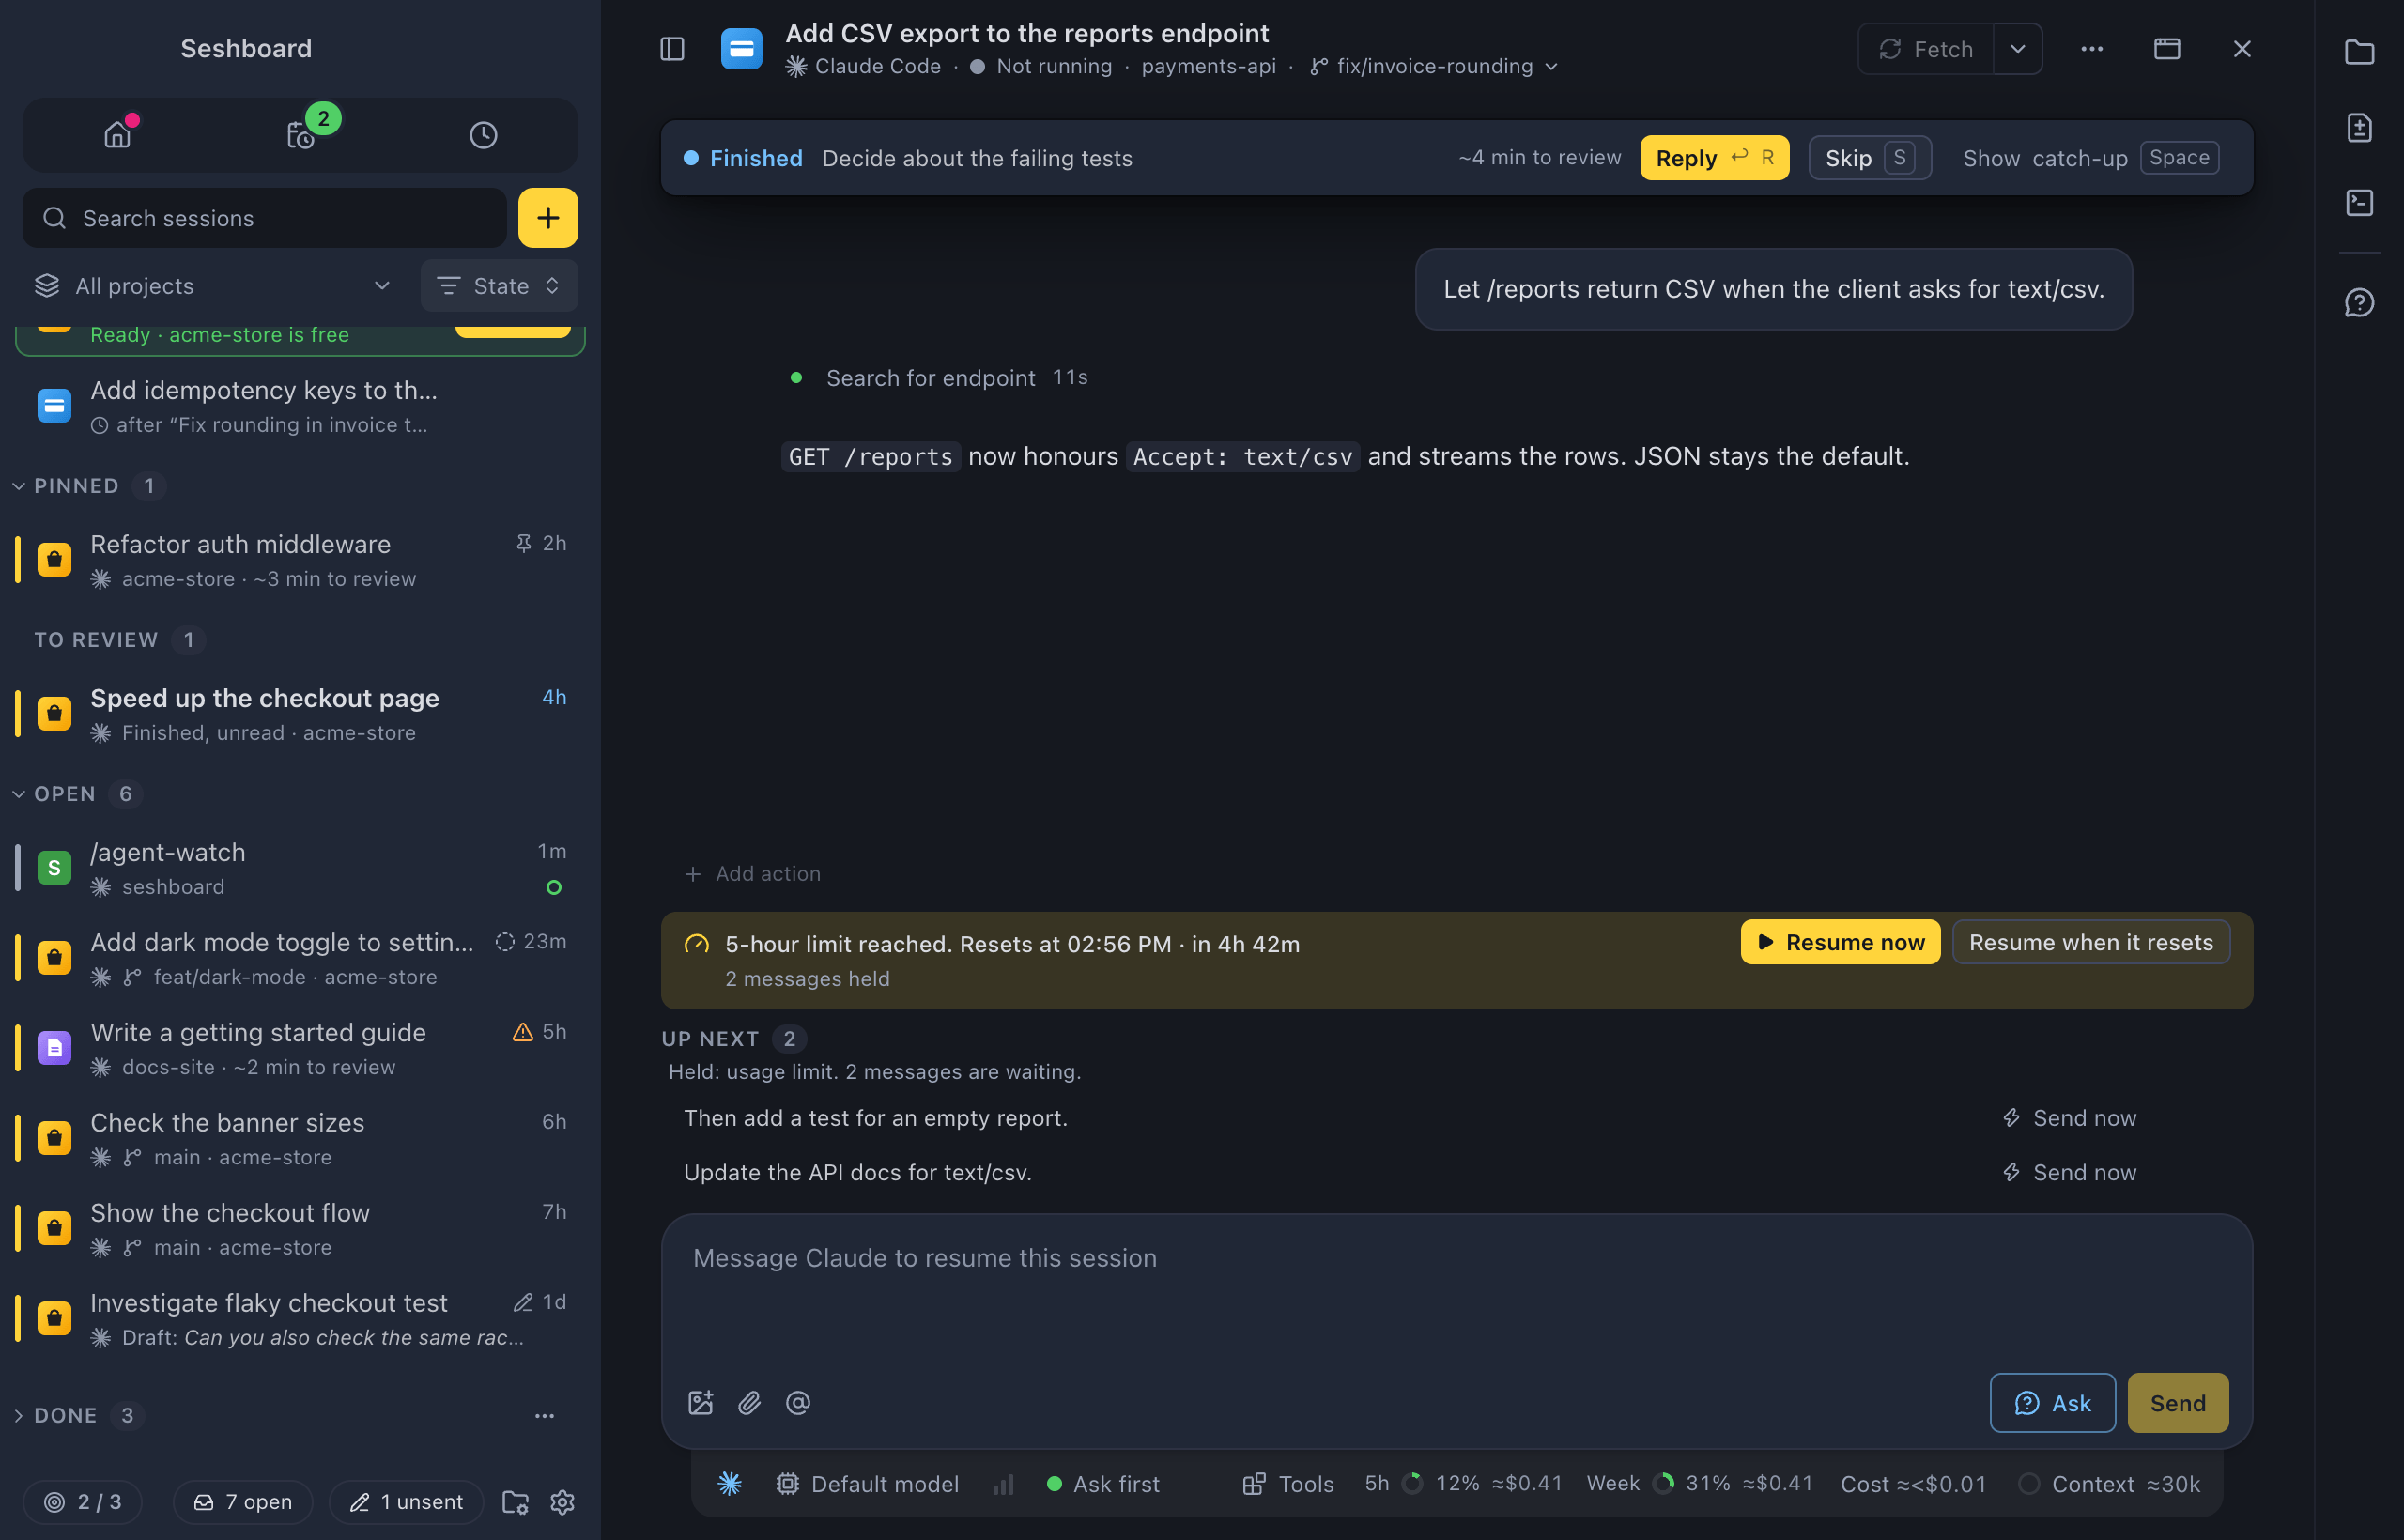 Seshboard
2
Search sessions
All projects
State
Ready · acme-store is free
Add idempotency keys to th...
after “Fix rounding in invoice t...
PINNED 1
Refactor auth middleware 2h
acme-store · ~3 min to review
TO REVIEW 1
Speed up the checkout page 4h
Finished, unread · acme-store
OPEN 6
S
/agent-watch 1m
seshboard
Add dark mode toggle to settin... 23m
feat/dark-mode · acme-store
Write a getting started guide 5h
docs-site · ~2 min to review
Check the banner sizes 6h
main · acme-store
Show the checkout flow 7h
main · acme-store
Investigate flaky checkout test 1d
Draft: Can you also check the same rac...
DONE 3
2 / 3
7 open
1 unsent
Add CSV export to the reports endpoint
Claude Code · Not running · payments-api · fix/invoice-rounding
Fetch
Finished Decide about the failing tests ~4 min to review Reply R Skip S Show catch-up Space
Let /reports return CSV when the client asks for text/csv.
Search for endpoint 11s
GET /reports now honours Accept: text/csv and streams the rows. JSON stays the default.
Add action
5-hour limit reached. Resets at 02:56 PM · in 4h 42m
2 messages held
Resume now
Resume when it resets
UP NEXT 2
Held: usage limit. 2 messages are waiting.
Then add a test for an empty report. Send now
Update the API docs for text/csv. Send now
Message Claude to resume this session
Ask
Send
Default model Ask first Tools 5h 12% ≈$0.41 Week 31% ≈$0.41 Cost ≈<$0.01 Context ≈30k